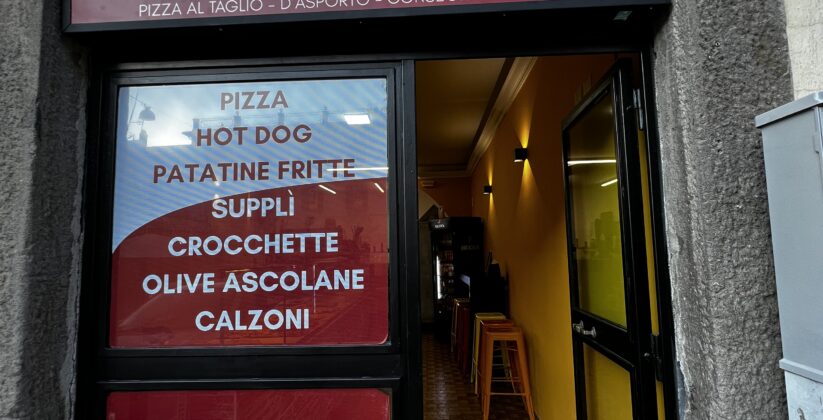 PIZZA AL TAGLIO - D'ASPORTO -
PIZZA
HOT DOG
PATATINE FRITTE
SUPPLÌ
CROCCHETTE
OLIVE ASCOLANE
CALZONI